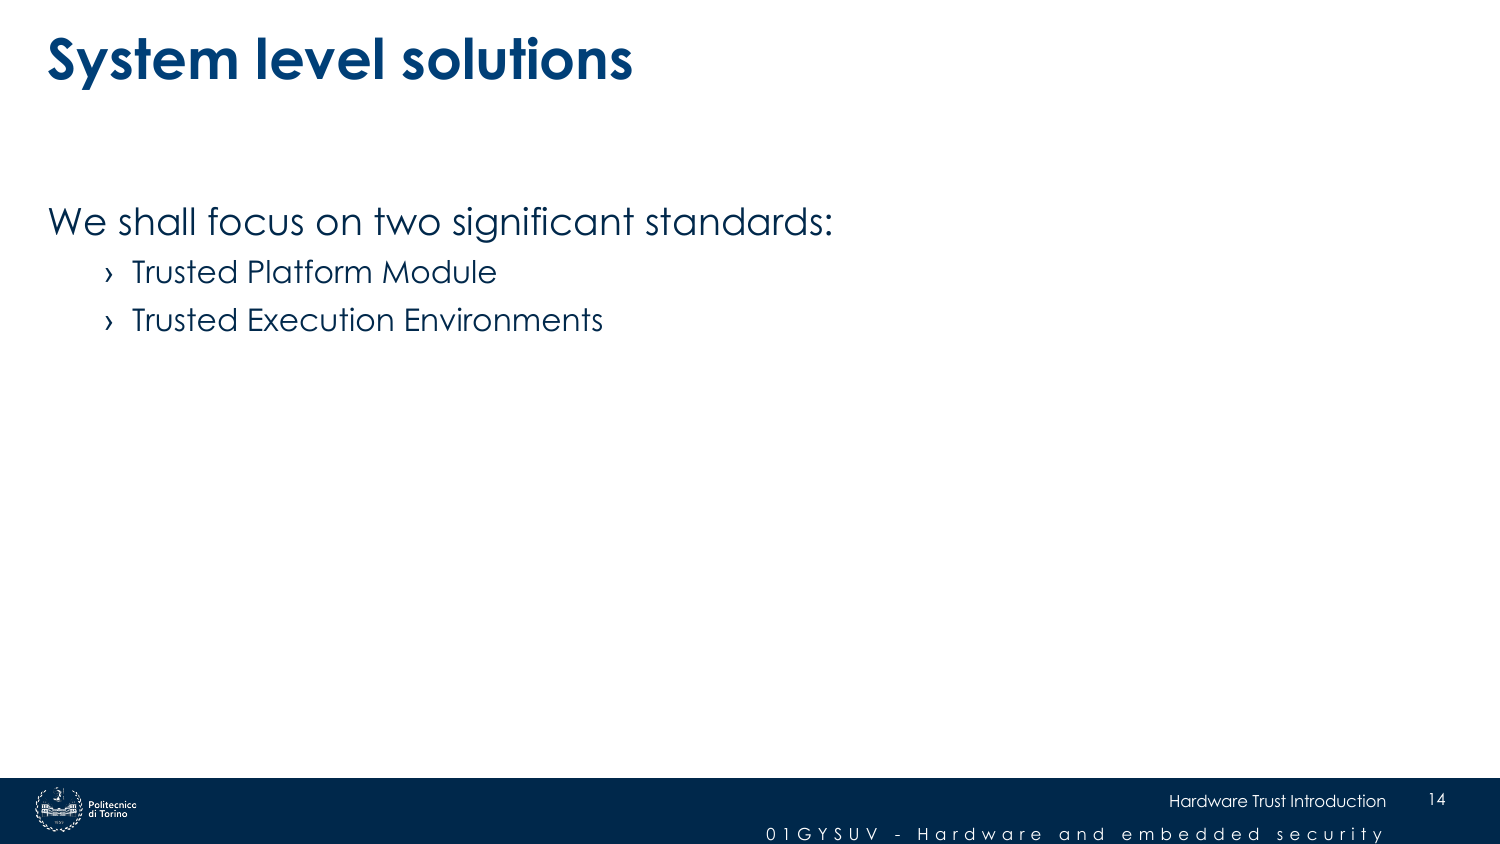 System level solutions
We shall focus on two significant standards:
› Trusted Platform Module
› Trusted Execution Environments
Politecnico
di Torino
Hardware Trust Introduction
14
01GYSUV - Hardware and embedded security